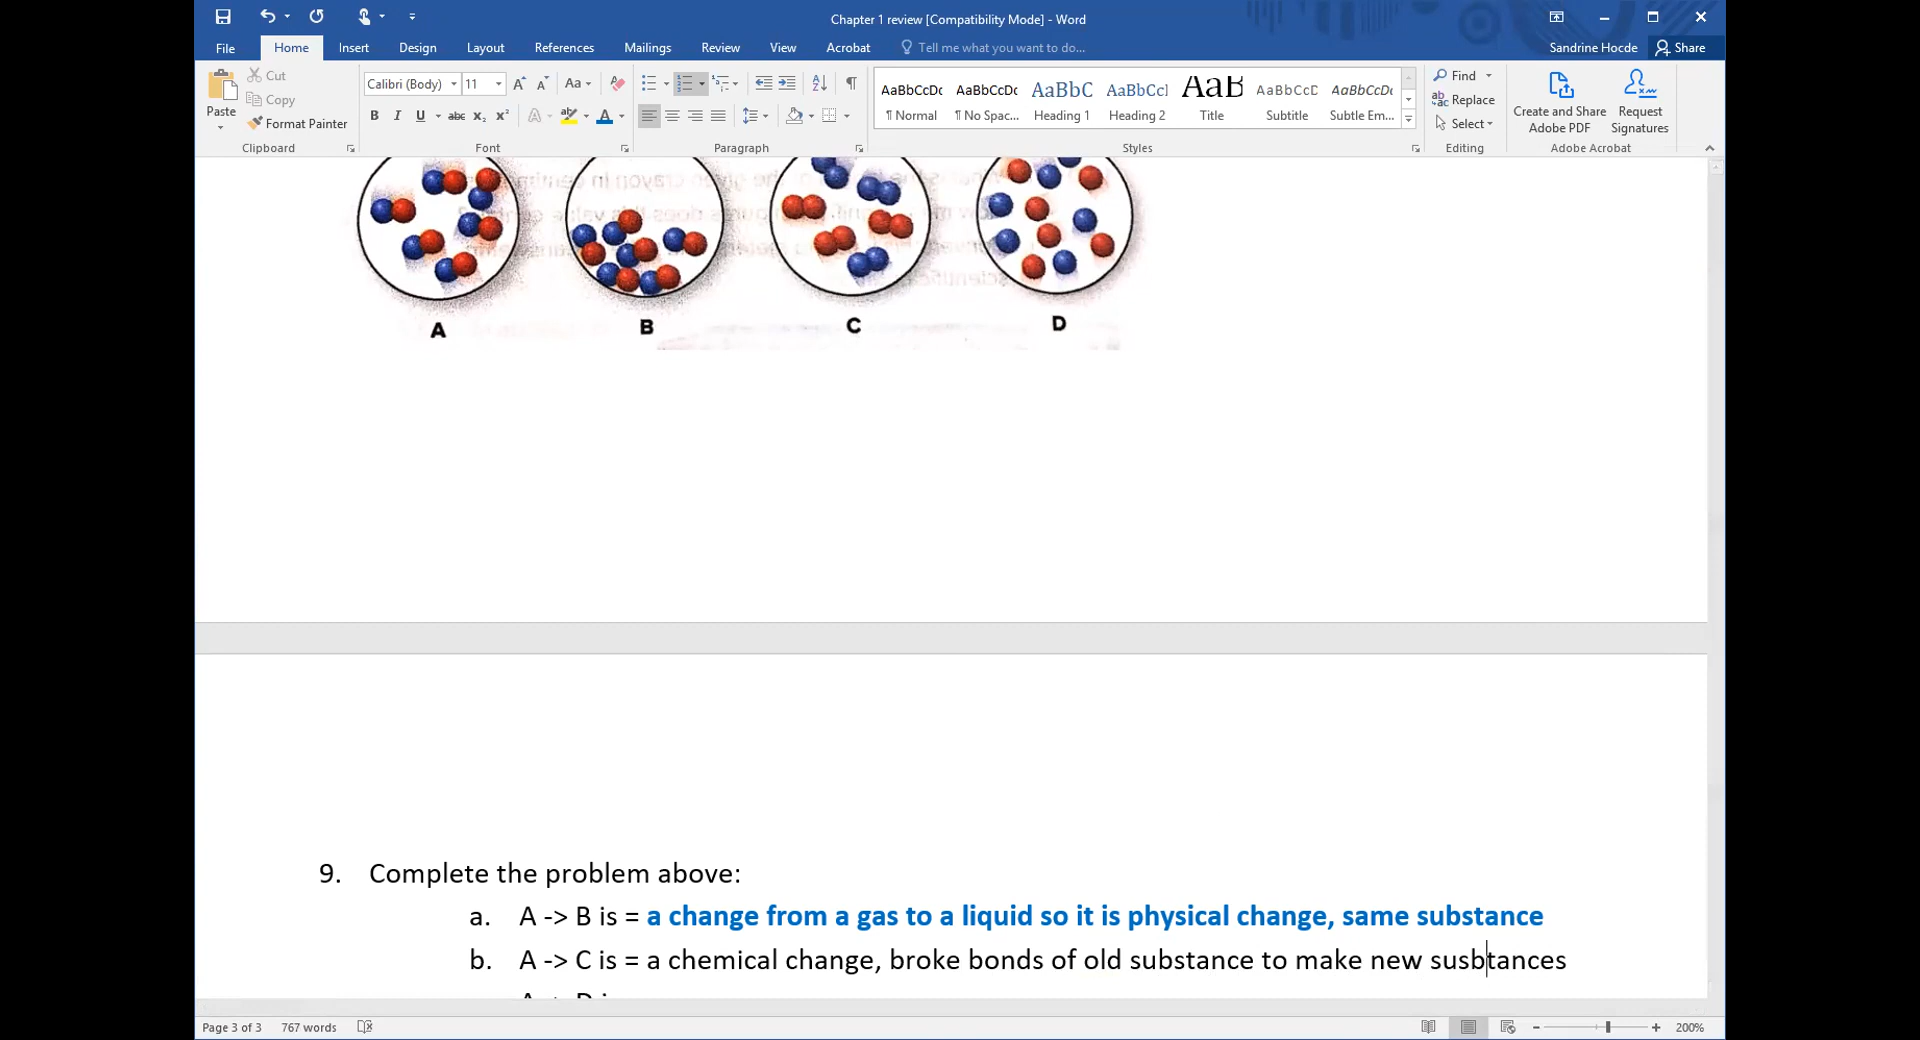 Chapter 1 review [Compatibility Mode] - Word
File Home Insert Design Layout References Mailings Review View Acrobat Tell me what you want to do... Sandrine Hocde Share
Paste
Cut
Copy
Format Painter
Clipboard
Calibri (Body) 11 A A Aa
B I U abc x₂ x² A A
Font
Paragraph
AaBbCcDc AaBbCcDc AaBbC AaBbCcl AaB AaBbCcD AaBbCcDc
¶ Normal ¶ No Spac... Heading 1 Heading 2 Title Subtitle Subtle Em...
Styles
Find
Replace
Select
Editing
Create and Share Adobe PDF
Request Signatures
Adobe Acrobat
A B C D
9. Complete the problem above:
a. A -> B is = a change from a gas to a liquid so it is physical change, same substance
b. A -> C is = a chemical change, broke bonds of old substance to make new susbtances
Page 3 of 3 767 words 200%